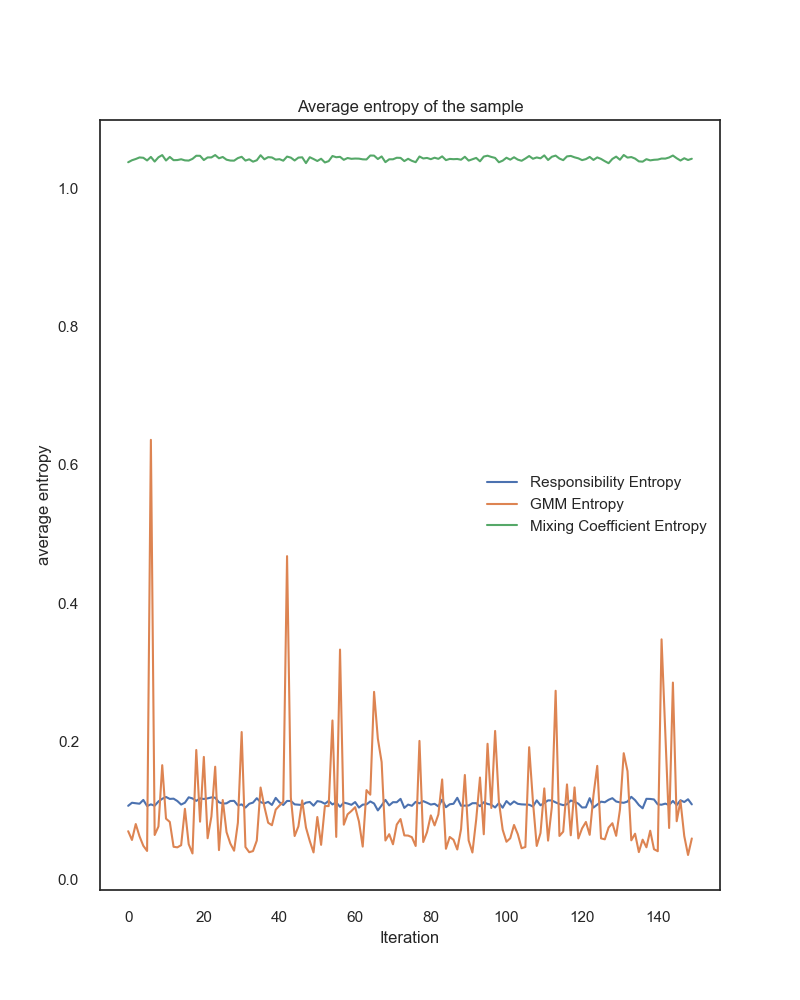 Average entropy of the sample
1.0
0.8
0.6
0.4
0.2
0.0
average entropy
Responsibility Entropy
GMM Entropy
Mixing Coefficient Entropy
0 20 40 60 80 100 120 140
Iteration